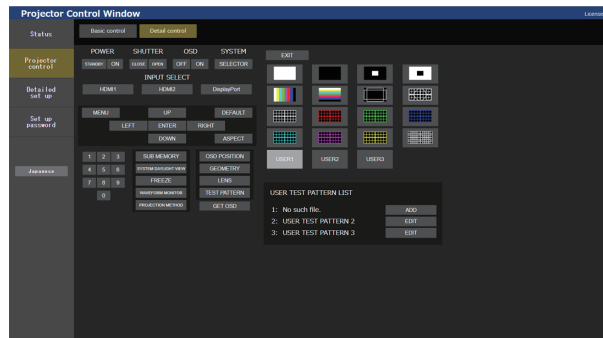 Projector Control Window
License
Status
Projector control
Detailed set up
Set up password
Japanese
Basic control
Detail control
POWER
SHUTTER
OSD
SYSTEM
STANDBY
ON
CLOSE
OPEN
OFF
ON
SELECTOR
INPUT SELECT
HDMI1
HDMI2
DisplayPort
MENU
UP
DEFAULT
LEFT
ENTER
RIGHT
DOWN
ASPECT
1 2 3
4 5 6
7 8 9
0
SUB MEMORY
SYSTEM DAYLIGHT VIEW
FREEZE
WAVEFORM MONITOR
PROJECTION METHOD
OSD POSITION
GEOMETRY
LENS
TEST PATTERN
GET OSD
EXIT
USER1
USER2
USER3
USER TEST PATTERN LIST
1: No such file.
ADD
2: USER TEST PATTERN 2
EDIT
3: USER TEST PATTERN 3
EDIT